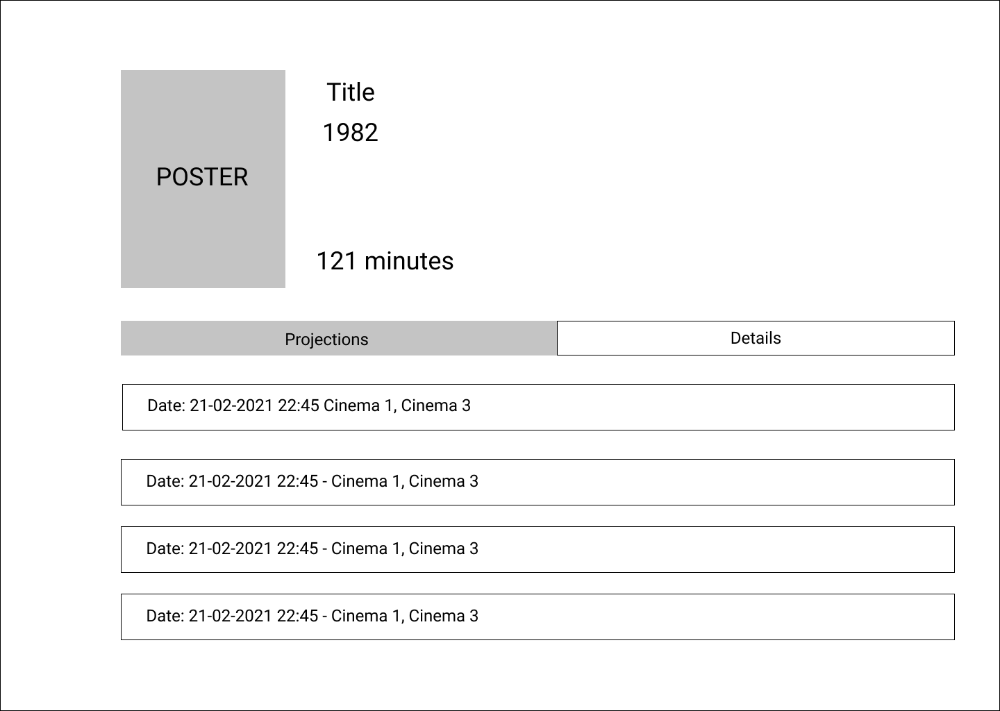 POSTER
Title
1982
121 minutes
Projections
Details
Date: 21-02-2021 22:45 Cinema 1, Cinema 3
Date: 21-02-2021 22:45 - Cinema 1, Cinema 3
Date: 21-02-2021 22:45 - Cinema 1, Cinema 3
Date: 21-02-2021 22:45 - Cinema 1, Cinema 3